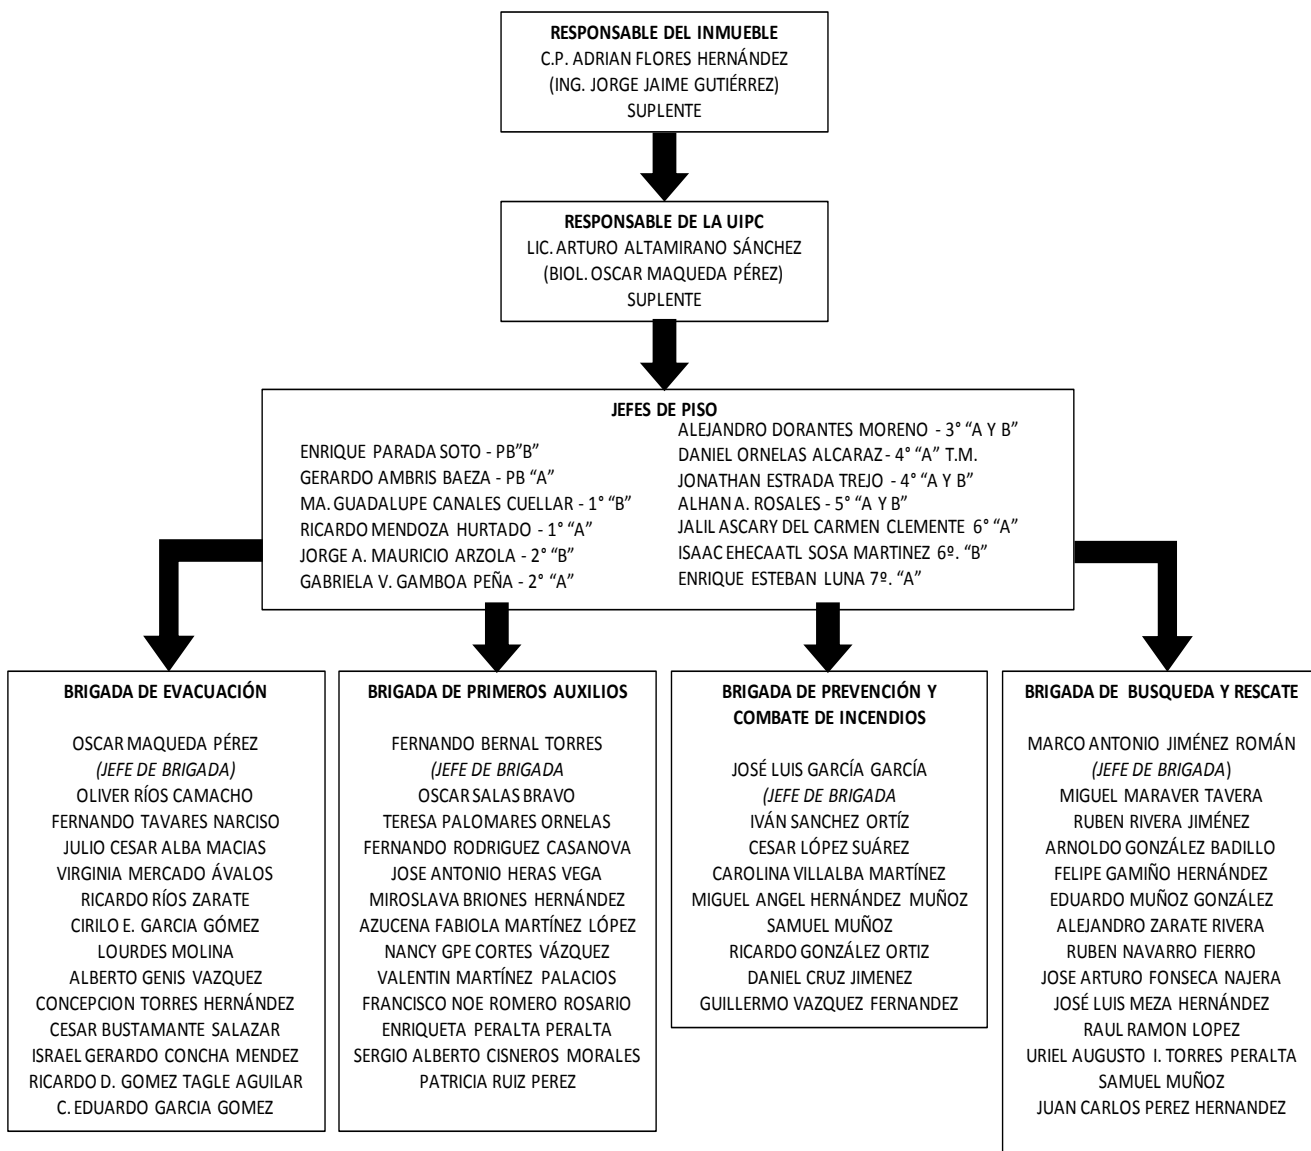 RESPONSABLE DEL INMUEBLE
C.P. ADRIAN FLORES HERNÁNDEZ
(ING. JORGE JAIME GUTIÉRREZ)
SUPLENTE
RESPONSABLE DE LA UIPC
LIC. ARTURO ALTAMIRANO SÁNCHEZ
(BIOL. OSCAR MAQUEDA PÉREZ)
SUPLENTE
JEFES DE PISO
ENRIQUE PARADA SOTO - PB”B”
GERARDO AMBRIS BAEZA - PB “A”
MA. GUADALUPE CANALES CUELLAR - 1° “B”
RICARDO MENDOZA HURTADO - 1° “A”
JORGE A. MAURICIO ARZOLA - 2° “B”
GABRIELA V. GAMBOA PEÑA - 2° “A”
ALEJANDRO DORANTES MORENO - 3° “A Y B”
DANIEL ORNELAS ALCARAZ - 4° “A” T.M.
JONATHAN ESTRADA TREJO - 4° “A Y B”
ALHAN A. ROSALES - 5° “A Y B”
JALIL ASCARY DEL CARMEN CLEMENTE 6° “A”
ISAAC EHECAATL SOSA MARTINEZ 6º. “B”
ENRIQUE ESTEBAN LUNA 7º. “A”
BRIGADA DE EVACUACIÓN
OSCAR MAQUEDA PÉREZ
(JEFE DE BRIGADA)
OLIVER RÍOS CAMACHO
FERNANDO TAVARES NARCISO
JULIO CESAR ALBA MACIAS
VIRGINIA MERCADO ÁVALOS
RICARDO RÍOS ZARATE
CIRILO E. GARCIA GÓMEZ
LOURDES MOLINA
ALBERTO GENIS VAZQUEZ
CONCEPCION TORRES HERNÁNDEZ
CESAR BUSTAMANTE SALAZAR
ISRAEL GERARDO CONCHA MENDEZ
RICARDO D. GOMEZ TAGLE AGUILAR
C. EDUARDO GARCIA GOMEZ
BRIGADA DE PRIMEROS AUXILIOS
FERNANDO BERNAL TORRES
(JEFE DE BRIGADA
OSCAR SALAS BRAVO
TERESA PALOMARES ORNELAS
FERNANDO RODRIGUEZ CASANOVA
JOSE ANTONIO HERAS VEGA
MIROSLAVA BRIONES HERNÁNDEZ
AZUCENA FABIOLA MARTÍNEZ LÓPEZ
NANCY GPE CORTES VÁZQUEZ
VALENTIN MARTÍNEZ PALACIOS
FRANCISCO NOE ROMERO ROSARIO
ENRIQUETA PERALTA PERALTA
SERGIO ALBERTO CISNEROS MORALES
PATRICIA RUIZ PEREZ
BRIGADA DE PREVENCIÓN Y
COMBATE DE INCENDIOS
JOSÉ LUIS GARCÍA GARCÍA
(JEFE DE BRIGADA
IVÁN SANCHEZ ORTÍZ
CESAR LÓPEZ SUÁREZ
CAROLINA VILLALBA MARTÍNEZ
MIGUEL ANGEL HERNÁNDEZ MUÑOZ
SAMUEL MUÑOZ
RICARDO GONZÁLEZ ORTIZ
DANIEL CRUZ JIMENEZ
GUILLERMO VAZQUEZ FERNANDEZ
BRIGADA DE BUSQUEDA Y RESCATE
MARCO ANTONIO JIMÉNEZ ROMÁN
(JEFE DE BRIGADA)
MIGUEL MARAVER TAVERA
RUBEN RIVERA JIMÉNEZ
ARNOLDO GONZÁLEZ BADILLO
FELIPE GAMIÑO HERNÁNDEZ
EDUARDO MUÑOZ GONZÁLEZ
ALEJANDRO ZARATE RIVERA
RUBEN NAVARRO FIERRO
JOSE ARTURO FONSECA NAJERA
JOSÉ LUIS MEZA HERNÁNDEZ
RAUL RAMON LOPEZ
URIEL AUGUSTO I. TORRES PERALTA
SAMUEL MUÑOZ
JUAN CARLOS PEREZ HERNANDEZ